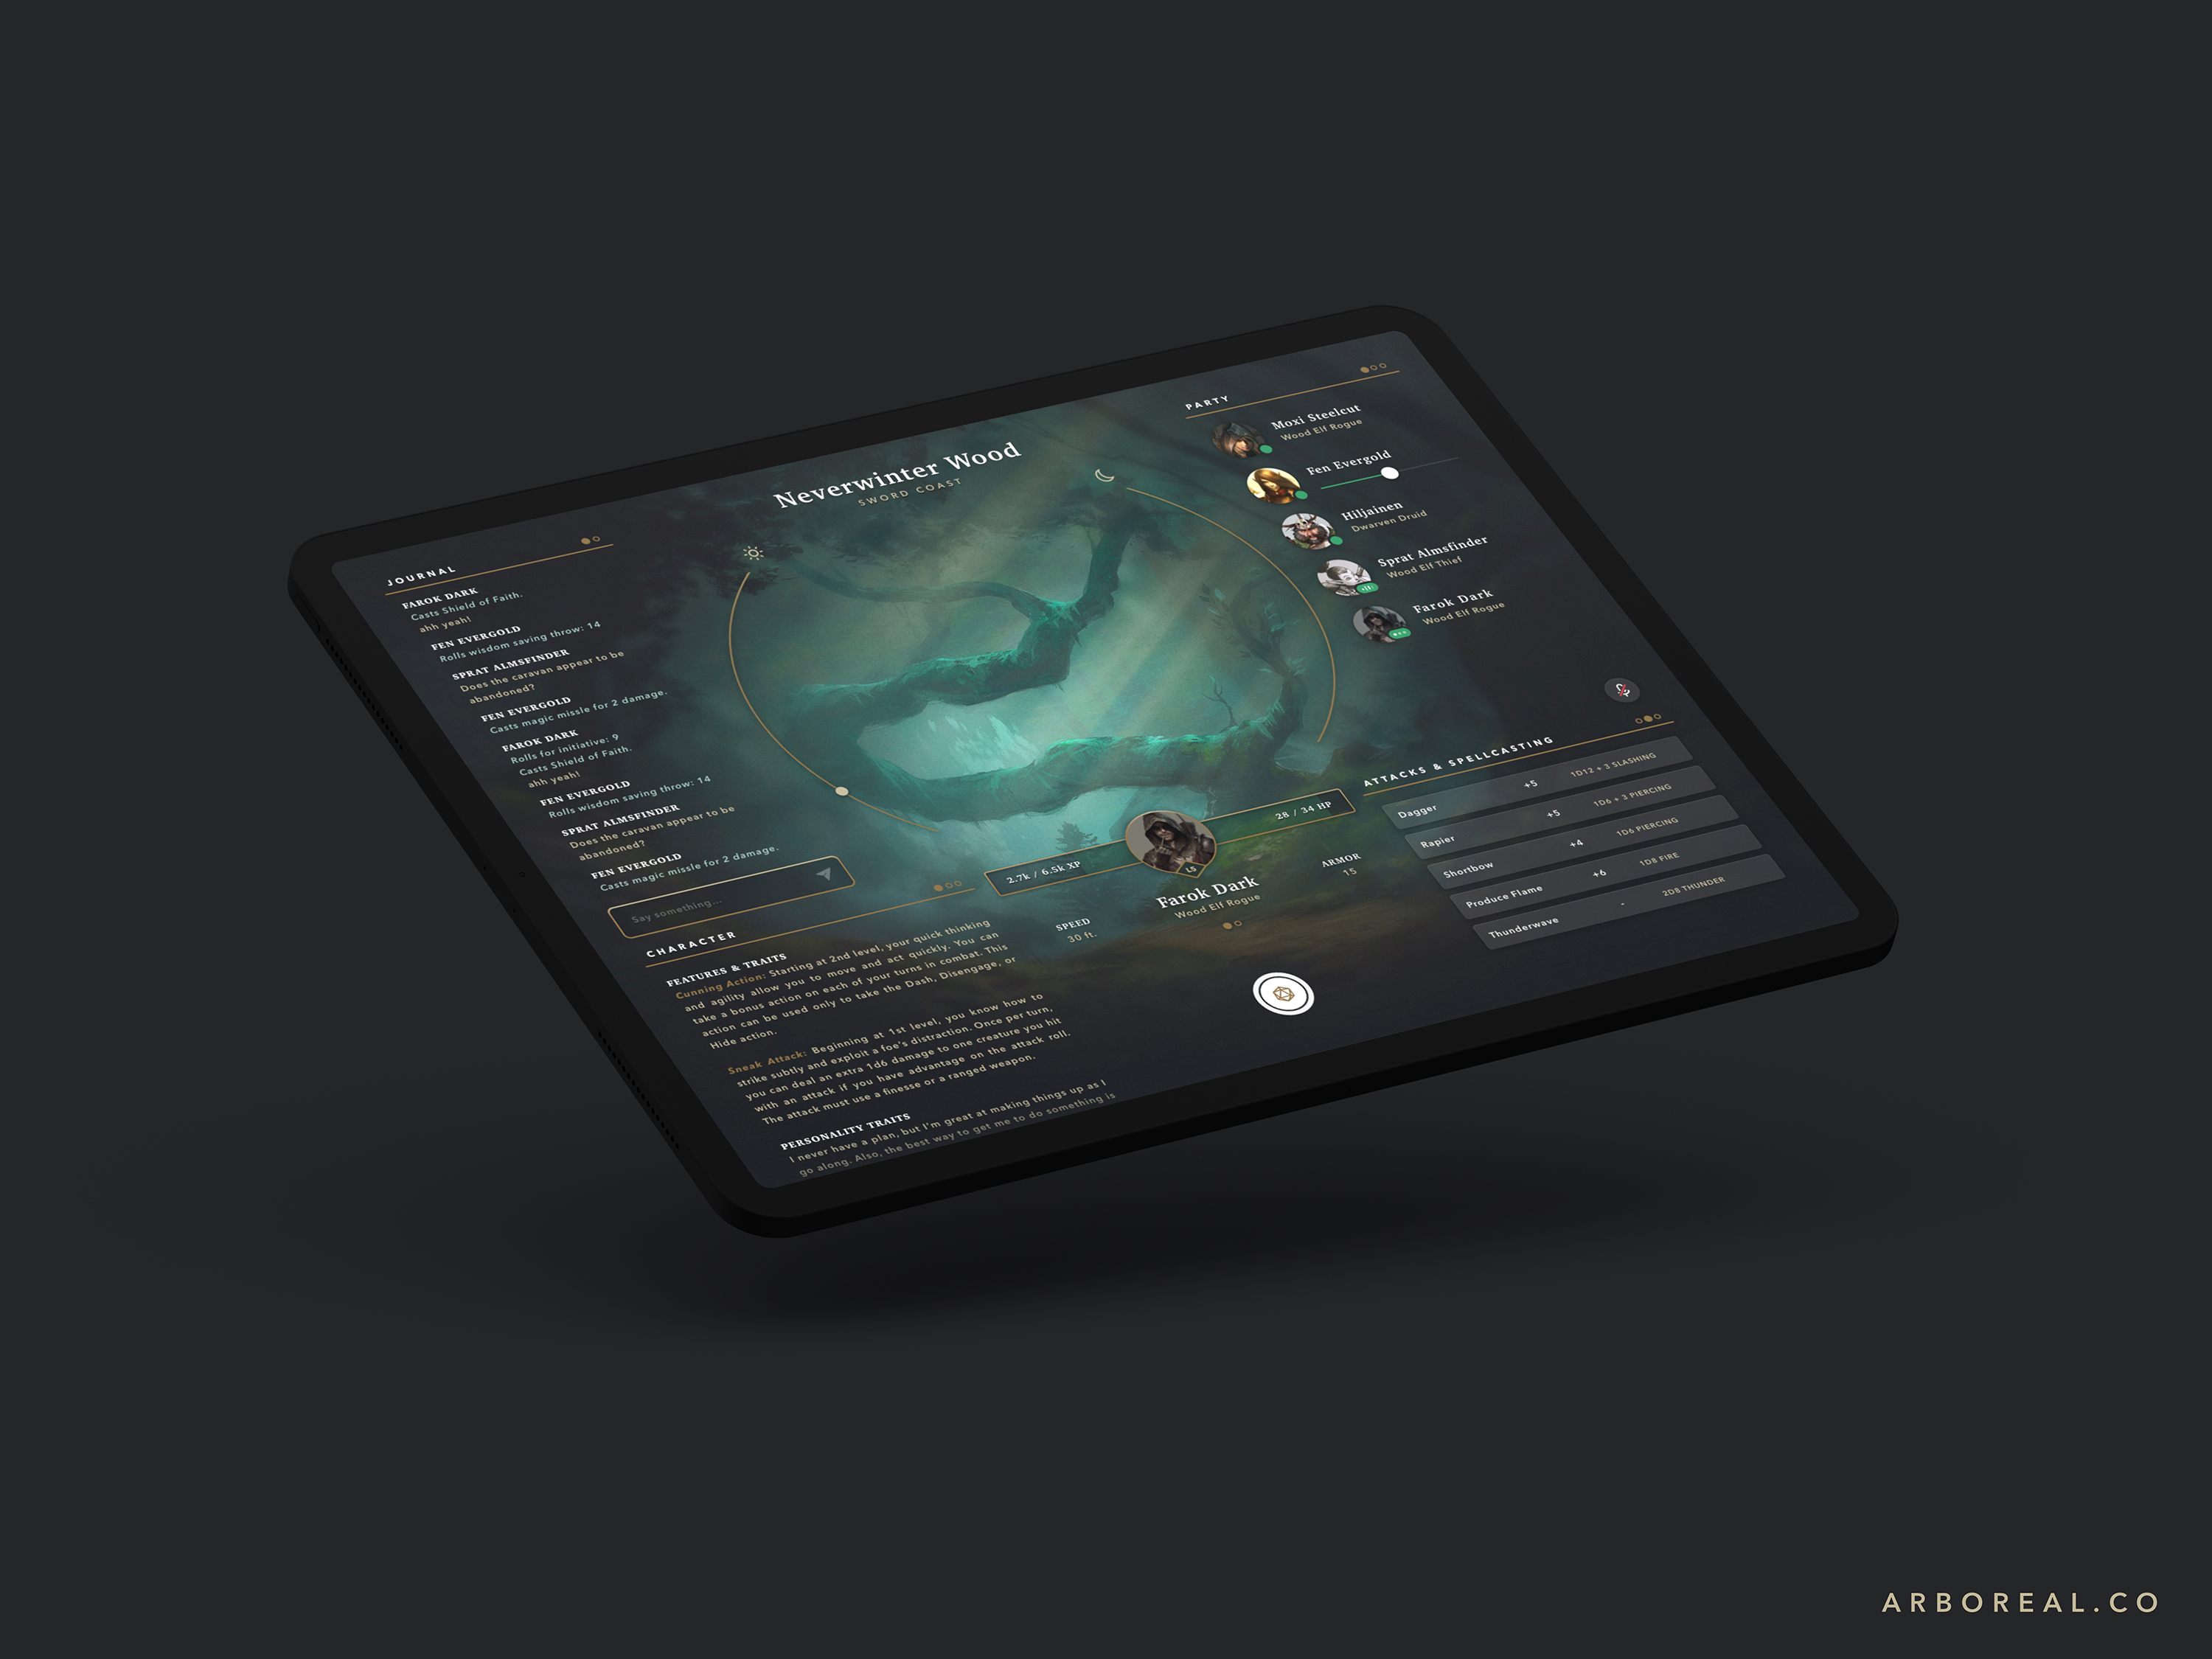 Neverwinter Wood
SWORD COAST
JOURNAL
FAROK DARK
Casts Shield of Faith.
ahh yeah!
FEN EVERGOLD
Rolls wisdom saving throw: 14
SPRAT ALMSFINDER
Does the caravan appear to be
abandoned?
FEN EVERGOLD
Casts magic missle for 2 damage.
FAROK DARK
Rolls for initiative: 9
Casts Shield of Faith.
ahh yeah!
FEN EVERGOLD
Rolls wisdom saving throw: 14
SPRAT ALMSFINDER
Does the caravan appear to be
abandoned?
FEN EVERGOLD
Casts magic missle for 2 damage.
Say something...
PARTY
Moxi Steelcut
Wood Elf Rogue
Fen Evergold
Hiljainen
Dwarven Druid
Sprat Almsfinder
Wood Elf Thief
Farok Dark
Wood Elf Rogue
CHARACTER
FEATURES & TRAITS
Cunning Action: Starting at 2nd level, your quick thinking
and agility allow you to move and act quickly. You can
take a bonus action on each of your turns in combat. This
action can be used only to take the Dash, Disengage, or
Hide action.
Sneak Attack: Beginning at 1st level, you know how to
strike subtly and exploit a foe's distraction. Once per turn,
you can deal an extra 1d6 damage to one creature you hit
with an attack if you have advantage on the attack roll.
The attack must use a finesse or a ranged weapon.
PERSONALITY TRAITS
I never have a plan, but I'm great at making things up as I
go along. Also, the best way to get me to do something is
2.7k / 6.5k XP
28 / 34 HP
L5
Farok Dark
Wood Elf Rogue
SPEED
30 ft.
ARMOR
15
ATTACKS & SPELLCASTING
Dagger +5 1D12 + 3 SLASHING
Rapier +5 1D6 + 3 PIERCING
Shortbow +4 1D6 PIERCING
Produce Flame +6 1D8 FIRE
Thunderwave - 2D8 THUNDER
ARBOREAL.CO